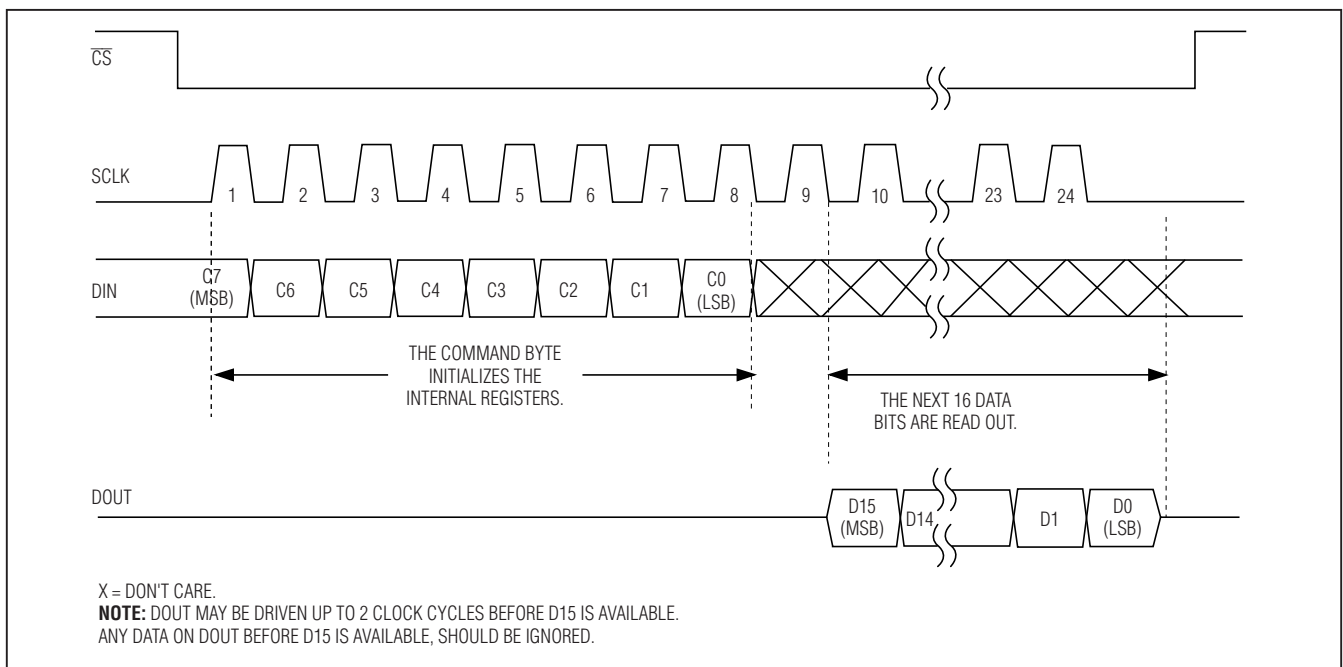 CS
SCLK
1 2 3 4 5 6 7 8 9 10 23 24
DIN
C7
(MSB)
C6 C5 C4 C3 C2 C1
C0
(LSB)
THE COMMAND BYTE
INITIALIZES THE
INTERNAL REGISTERS.
THE NEXT 16 DATA
BITS ARE READ OUT.
DOUT
D15
(MSB)
D14 D1
D0
(LSB)
X = DON'T CARE.
NOTE: DOUT MAY BE DRIVEN UP TO 2 CLOCK CYCLES BEFORE D15 IS AVAILABLE.
ANY DATA ON DOUT BEFORE D15 IS AVAILABLE, SHOULD BE IGNORED.